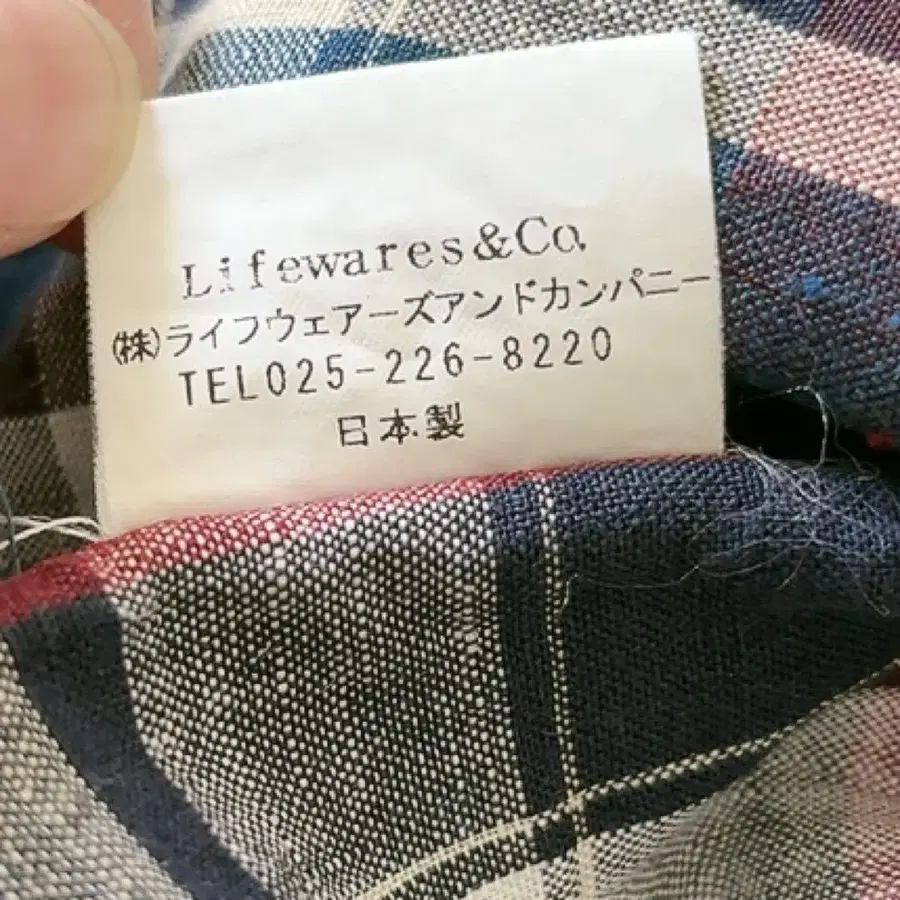 Lifewares&Co.
(株)ライフウェアーズアンドカンパニー
TEL025-226-8220
日本製